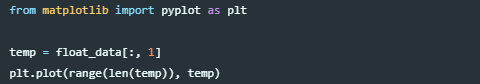 from matplotlib import pyplot as plt
temp = float_data[:, 1]
plt.plot(range(len(temp)), temp)